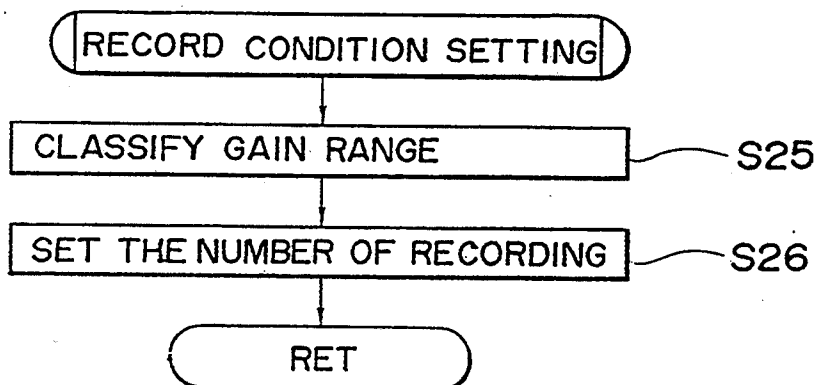 RECORD CONDITION SETTING
CLASSIFY GAIN RANGE
S25
SET THE NUMBER OF RECORDING
S26
RET